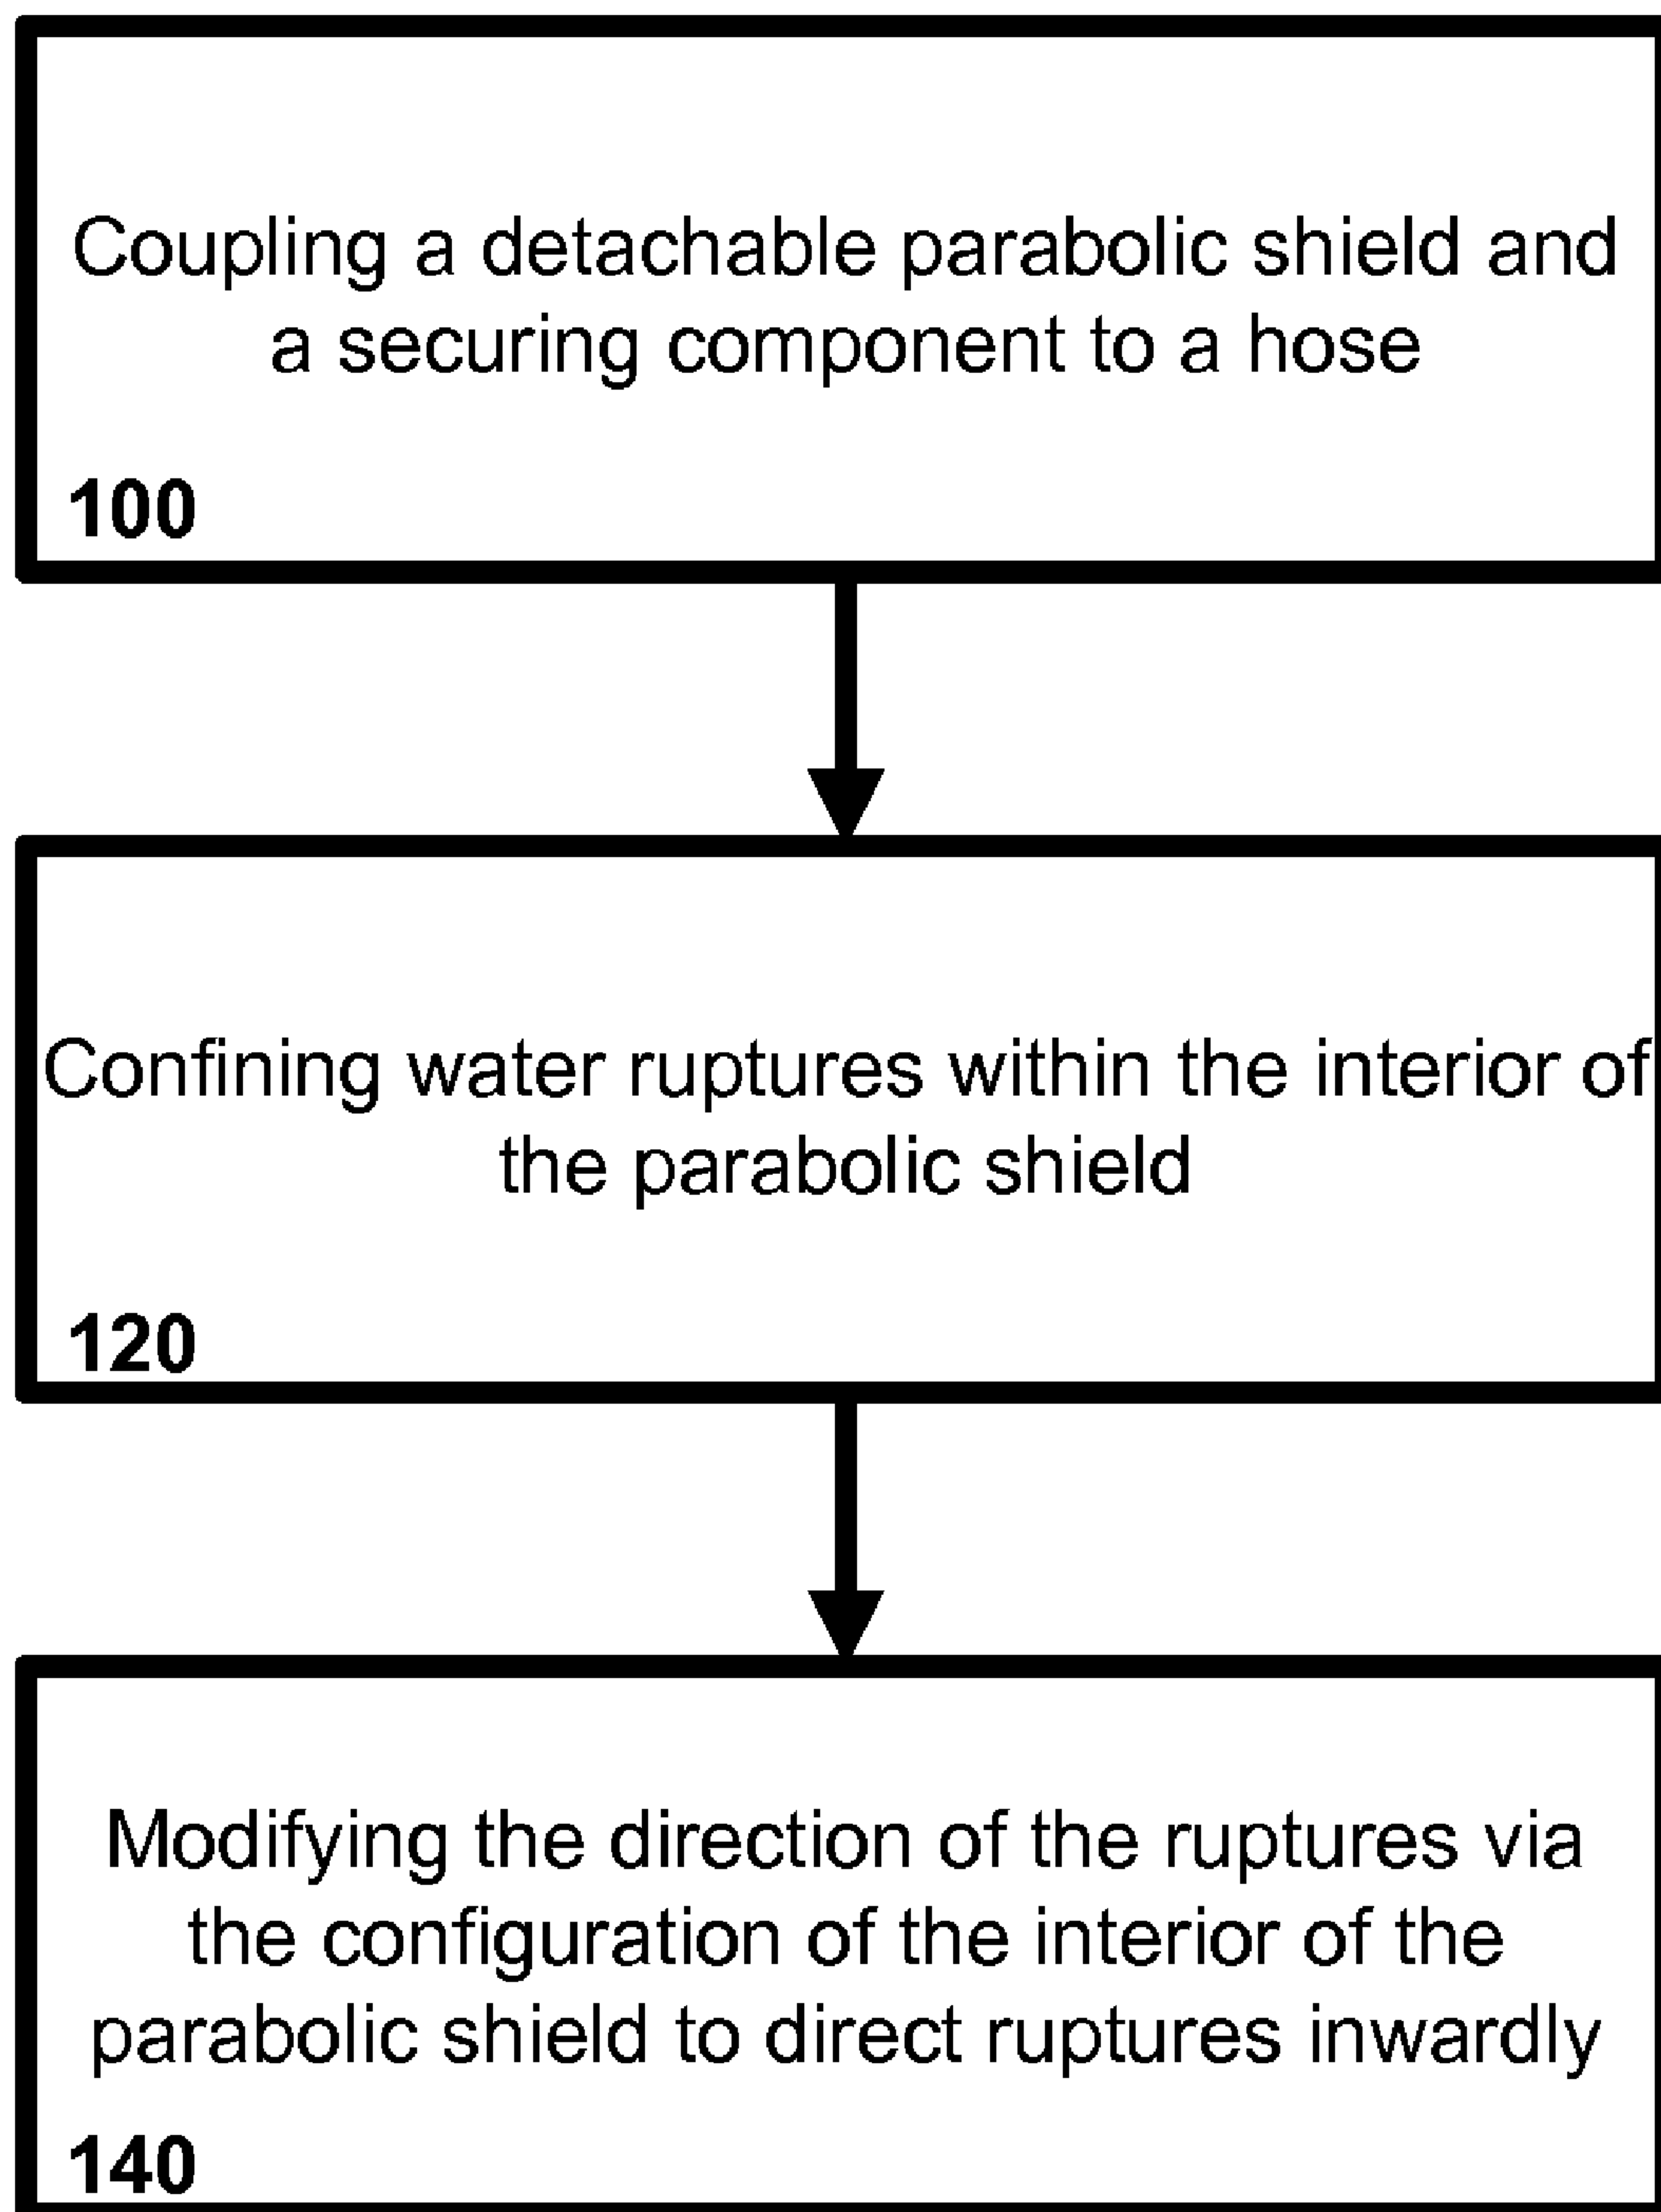 Coupling a detachable parabolic shield and
a securing component to a hose
100
Confining water ruptures within the interior of
the parabolic shield
120
Modifying the direction of the ruptures via
the configuration of the interior of the
parabolic shield to direct ruptures inwardly
140